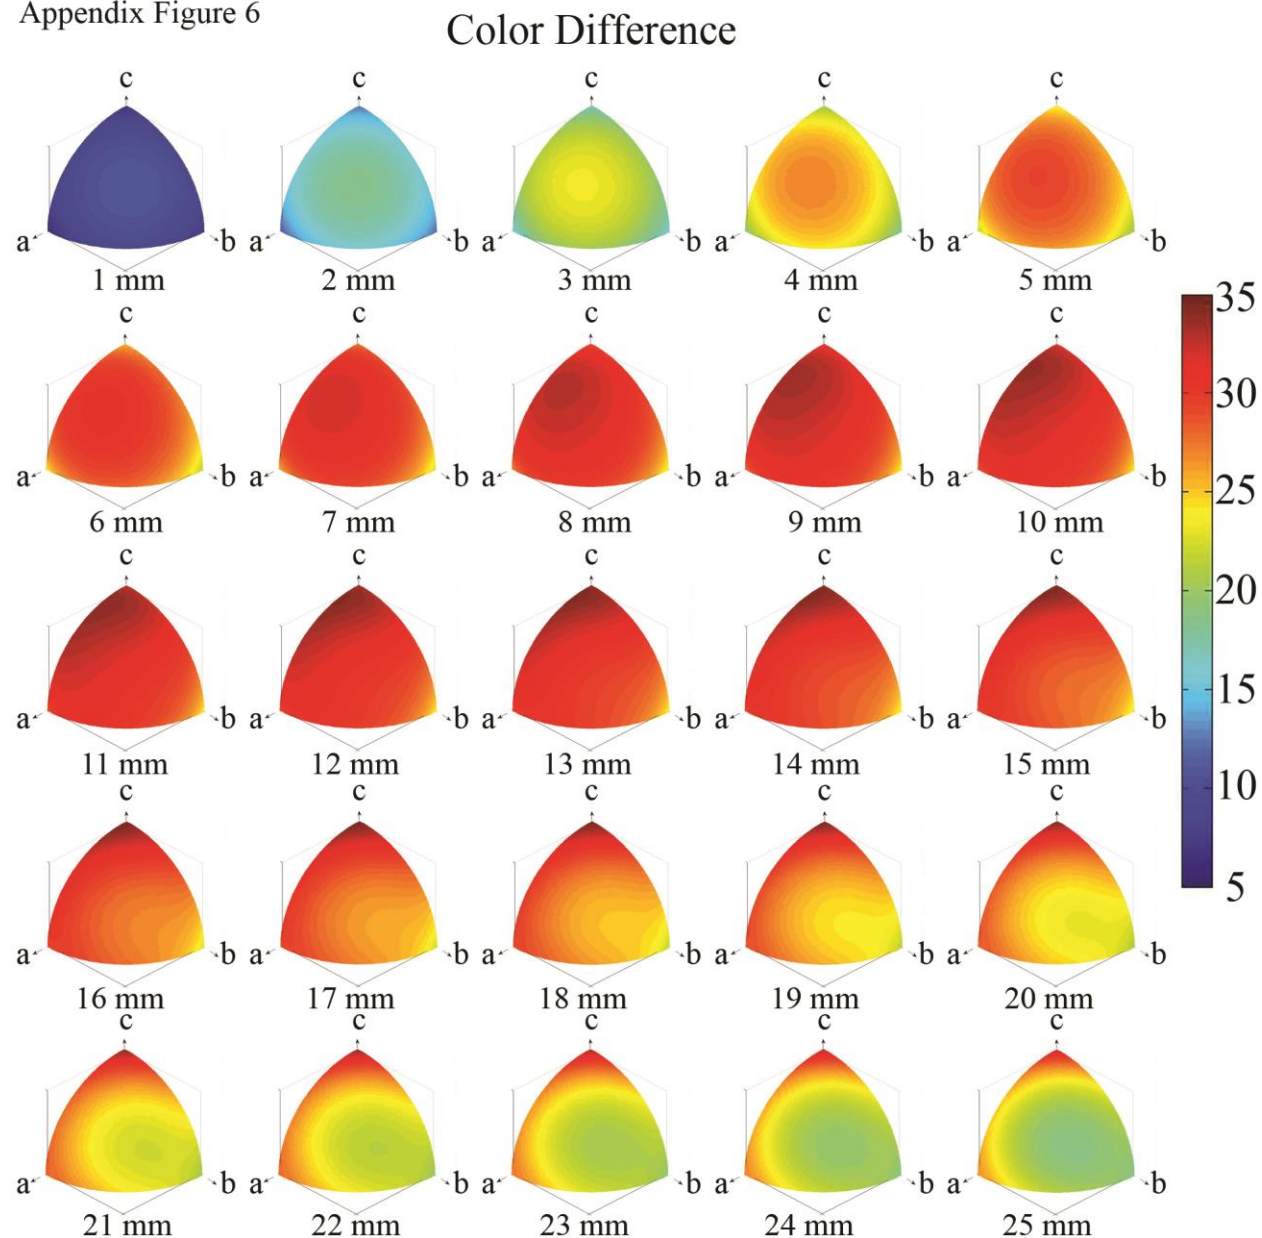 Appendix Figure 6
Color Difference
c c c c c
a b a b a b a b a b
1 mm 2 mm 3 mm 4 mm 5 mm
c c c c c
a b a b a b a b a b
6 mm 7 mm 8 mm 9 mm 10 mm
c c c c c
a b a b a b a b a b
11 mm 12 mm 13 mm 14 mm 15 mm
c c c c c
a b a b a b a b a b
16 mm 17 mm 18 mm 19 mm 20 mm
c c c c c
a b a b a b a b a b
21 mm 22 mm 23 mm 24 mm 25 mm
35
30
25
20
15
10
5